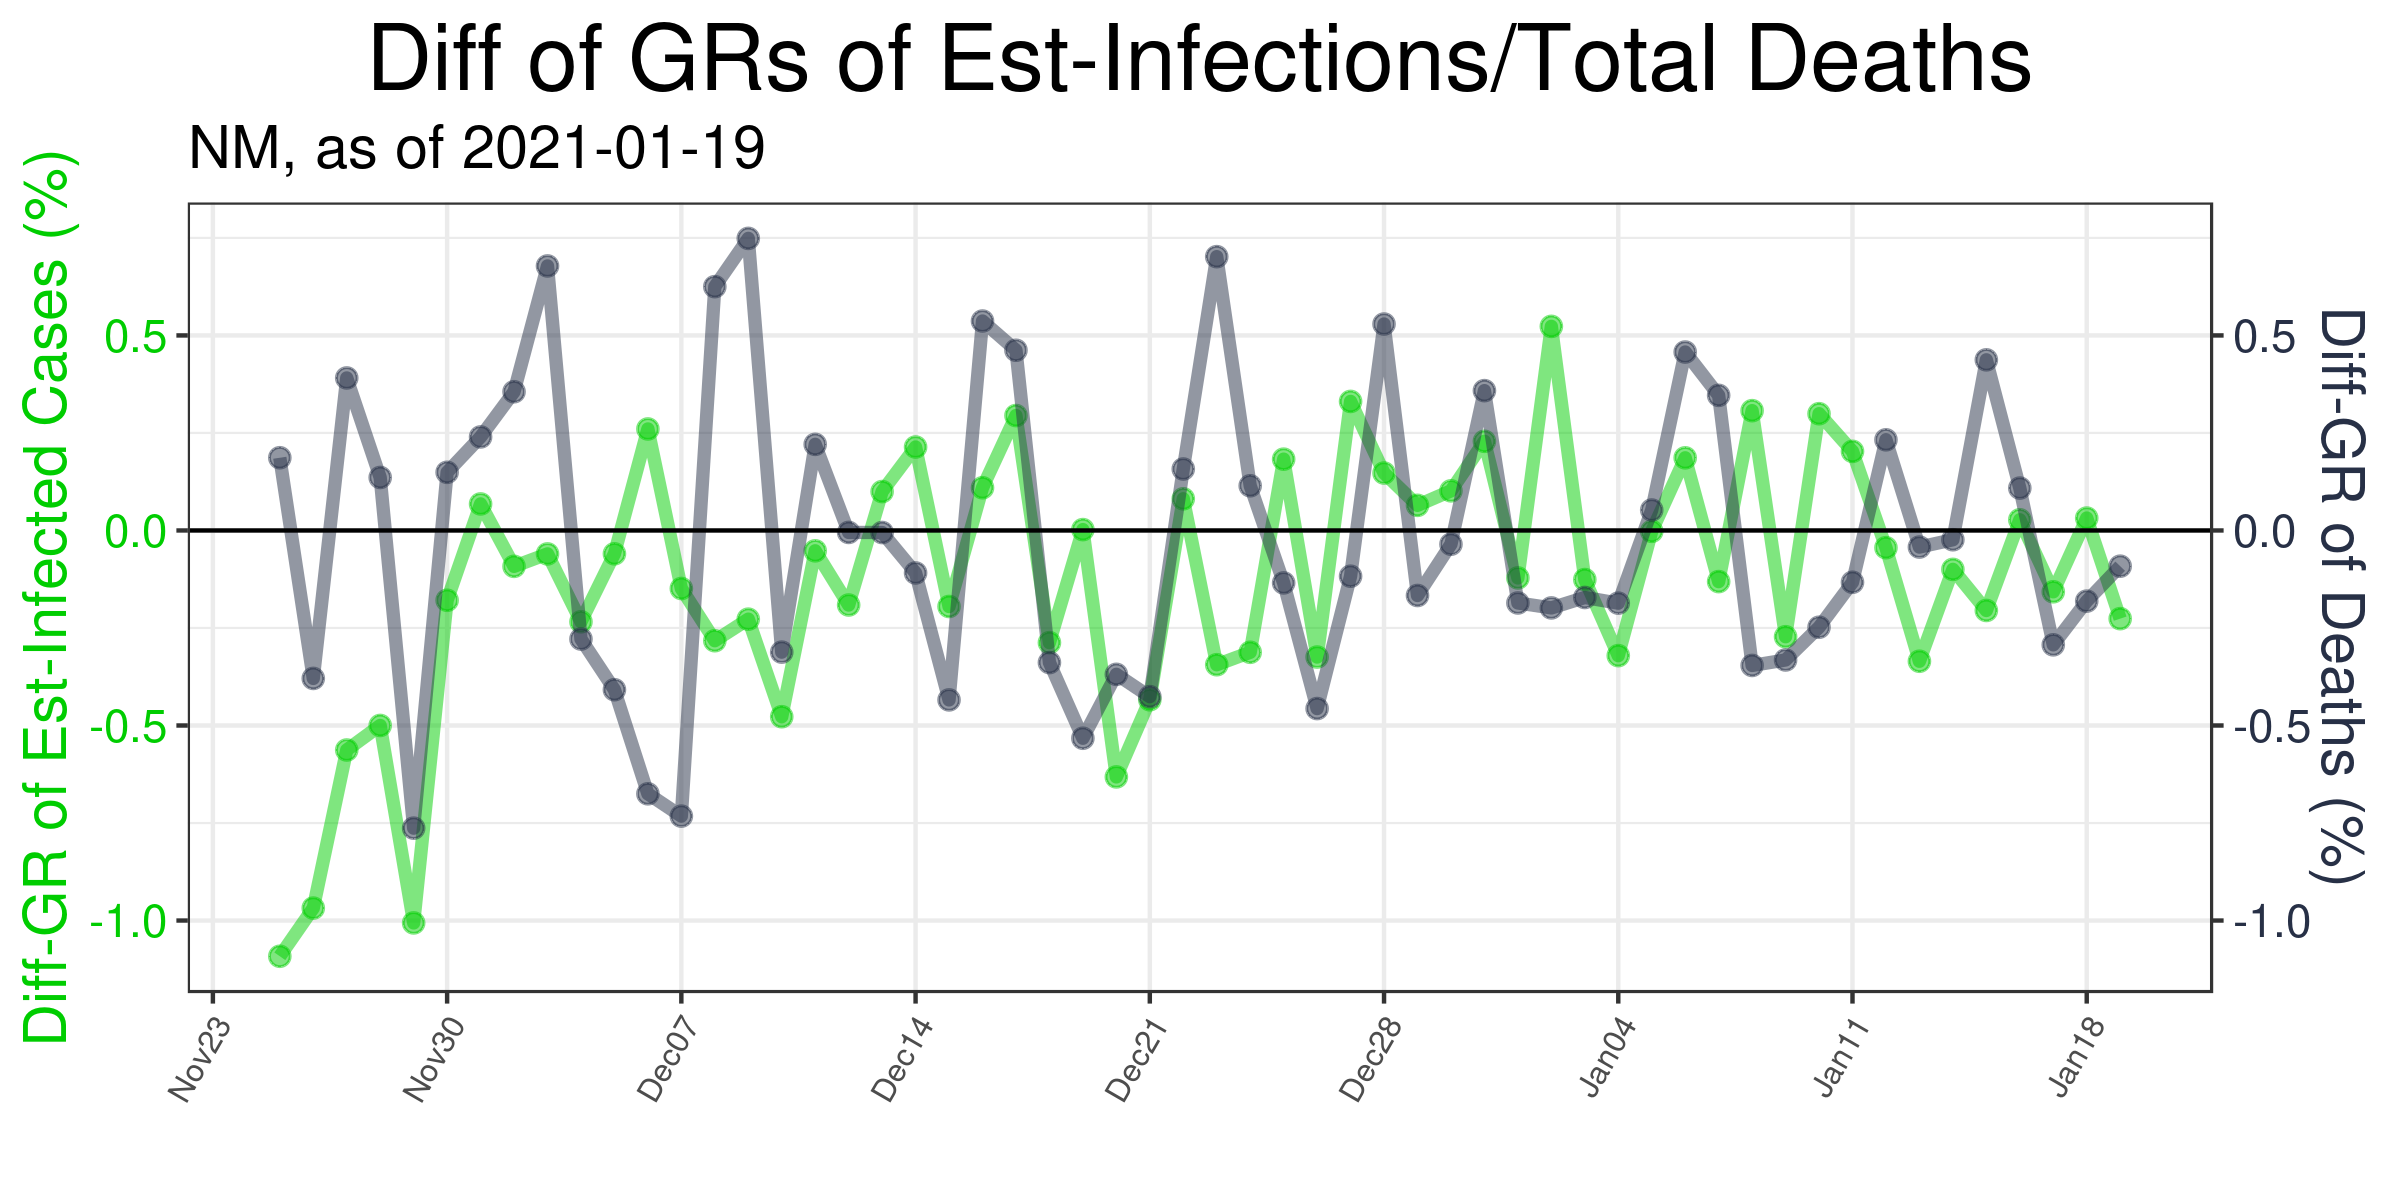 Diff of GRs of Est-Infections/Total Deaths
NM, as of 2021-01-19
Diff-GR of Est-Infected Cases (%)
0.5
0.0
-0.5
-1.0
0.5
0.0
-0.5
-1.0
Diff-GR of Deaths (%)
Nov23
Nov30
Dec07
Dec14
Dec21
Dec28
Jan04
Jan11
Jan18